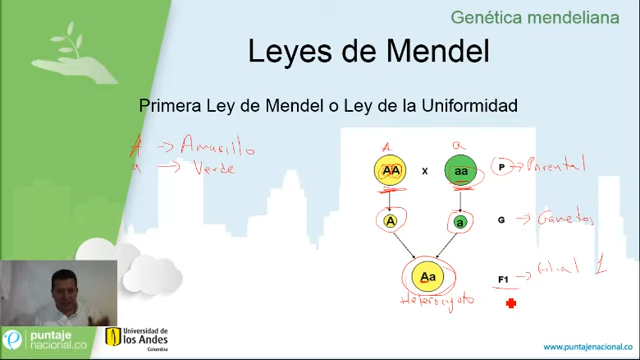 Genética mendeliana
Leyes de Mendel
Primera Ley de Mendel o Ley de la Uniformidad
A → Amarillo
a → Verde
A
a
AA x aa P → Parental
A a G → Gametos
Aa F1 → Filial 1
Heterocigoto
puntaje
nacional.co
Universidad de
los Andes
Colombia
www.puntajenacional.co